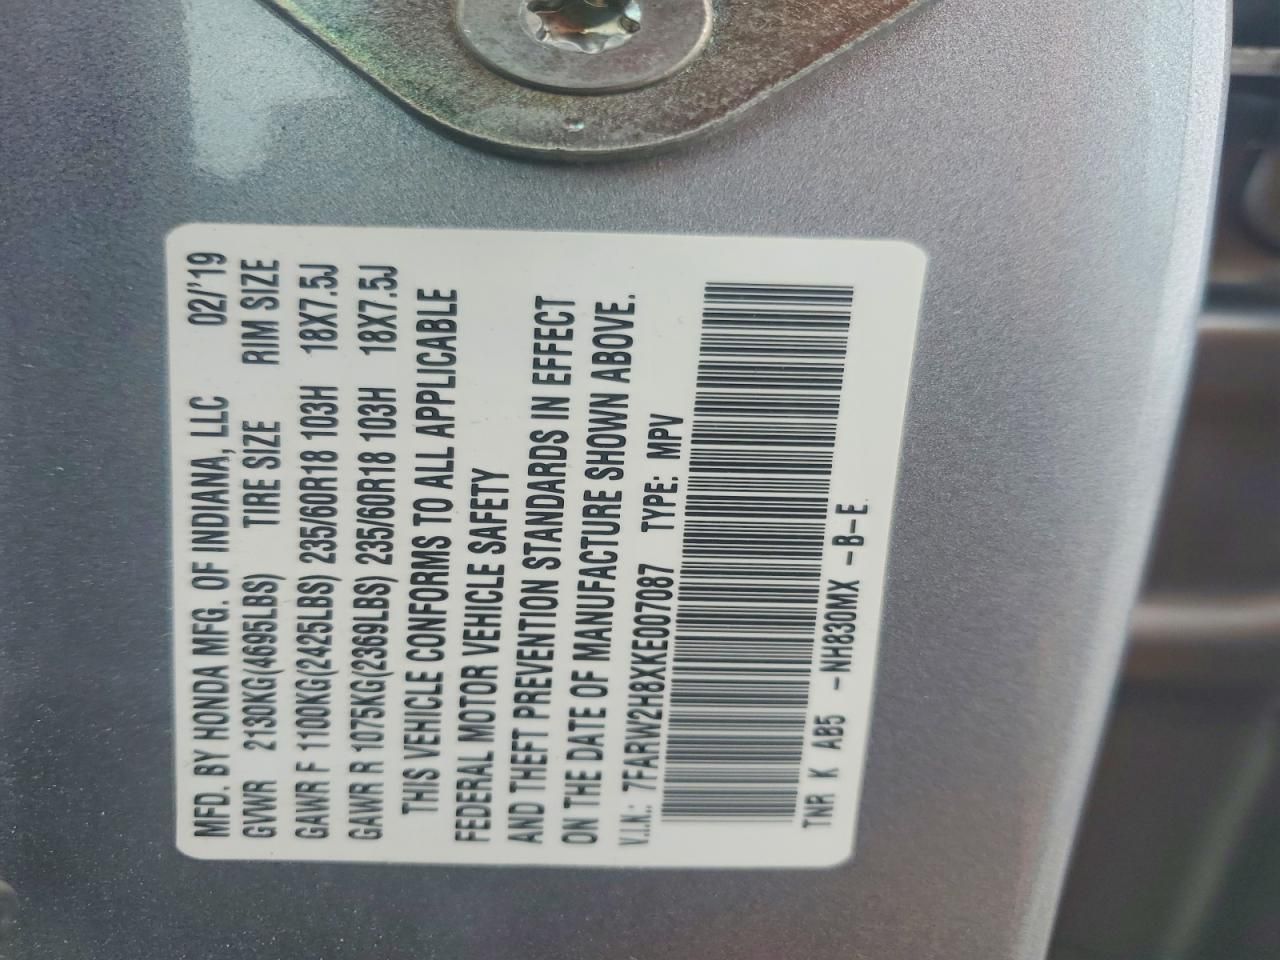 MFD. BY HONDA MFG. OF INDIANA, LLC 02/'19
GVWR 2130KG(4695LBS) TIRE SIZE RIM SIZE
GAWR F 1100KG(2425LBS) 235/60R18 103H 18X7.5J
GAWR R 1075KG(2369LBS) 235/60R18 103H 18X7.5J
THIS VEHICLE CONFORMS TO ALL APPLICABLE
FEDERAL MOTOR VEHICLE SAFETY
AND THEFT PREVENTION STANDARDS IN EFFECT
ON THE DATE OF MANUFACTURE SHOWN ABOVE.
V.I.N.: 7FARW2H8XKE007087 TYPE: MPV
TNR K AB5 -NH830MX -B-E